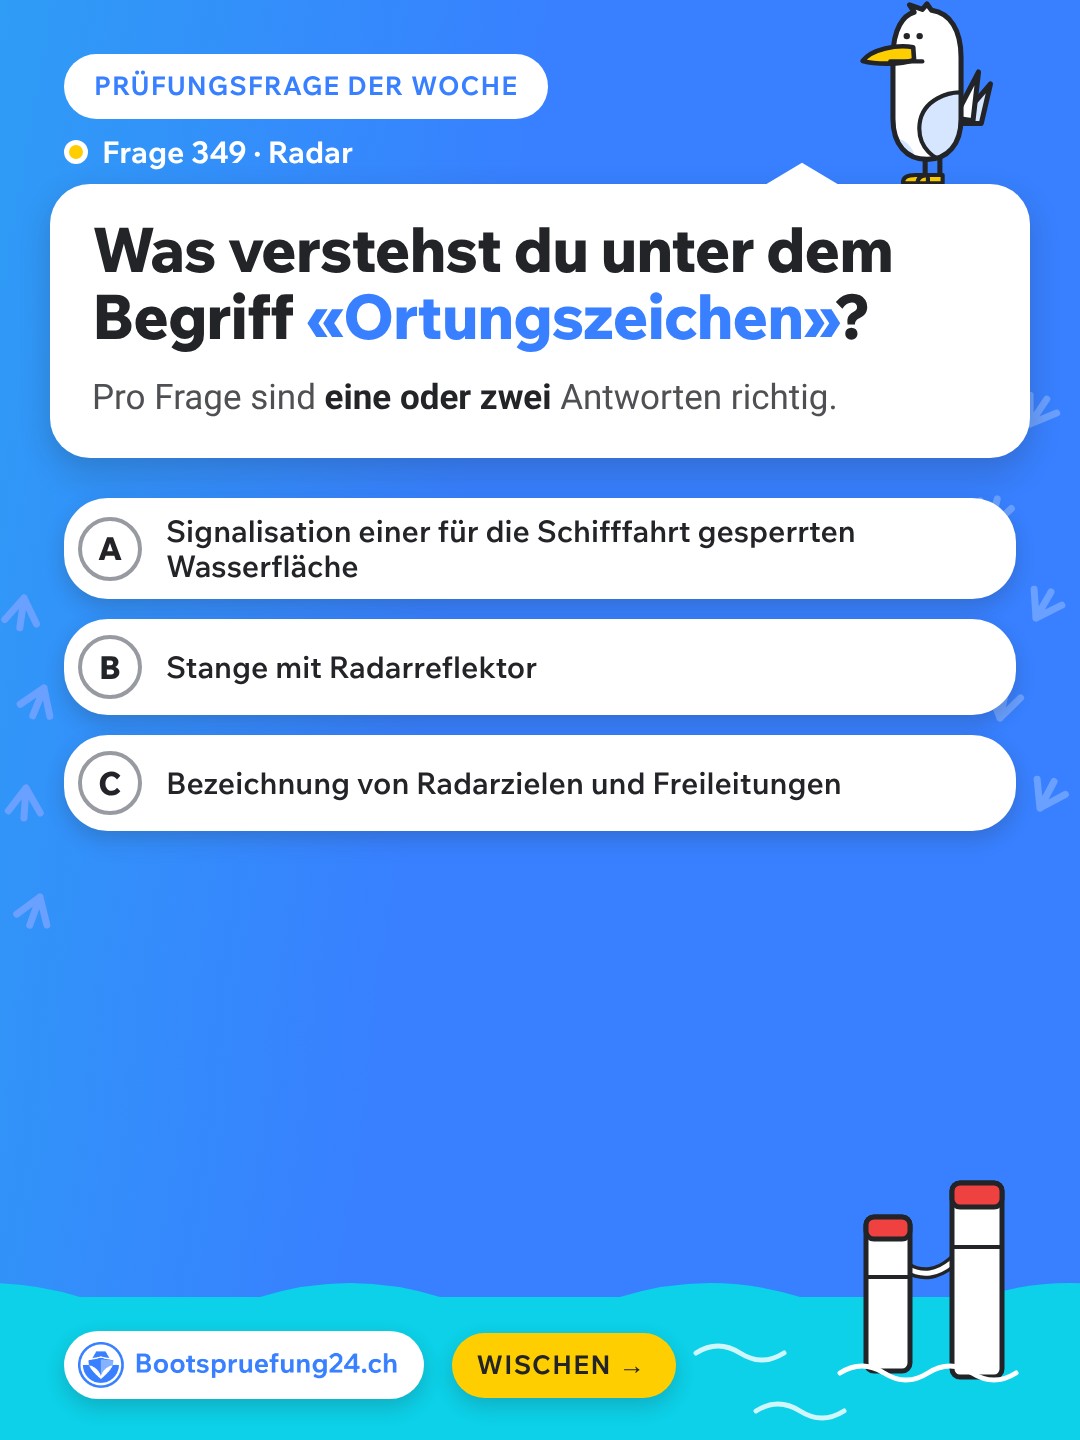 PRÜFUNGSFRAGE DER WOCHE
Frage 349 · Radar
Was verstehst du unter dem
Begriff «Ortungszeichen»?
Pro Frage sind eine oder zwei Antworten richtig.
A Signalisation einer für die Schifffahrt gesperrten
Wasserfläche
B Stange mit Radarreflektor
C Bezeichnung von Radarzielen und Freileitungen
Bootspruefung24.ch
WISCHEN →